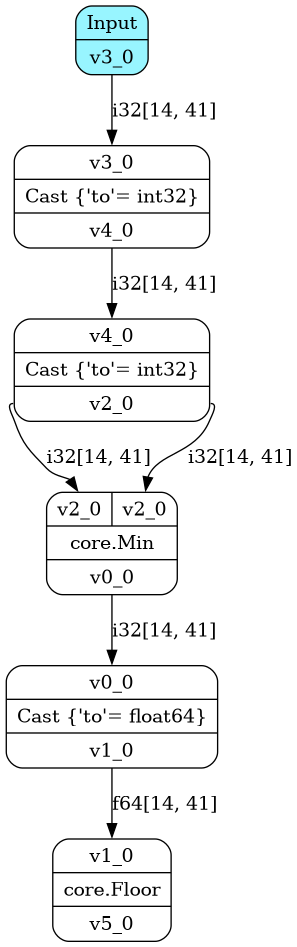 Input
v3_0
i32[14, 41]
v3_0
Cast {'to'= int32}
v4_0
i32[14, 41]
v4_0
Cast {'to'= int32}
v2_0
i32[14, 41] i32[14, 41]
v2_0 v2_0
core.Min
v0_0
i32[14, 41]
v0_0
Cast {'to'= float64}
v1_0
f64[14, 41]
v1_0
core.Floor
v5_0